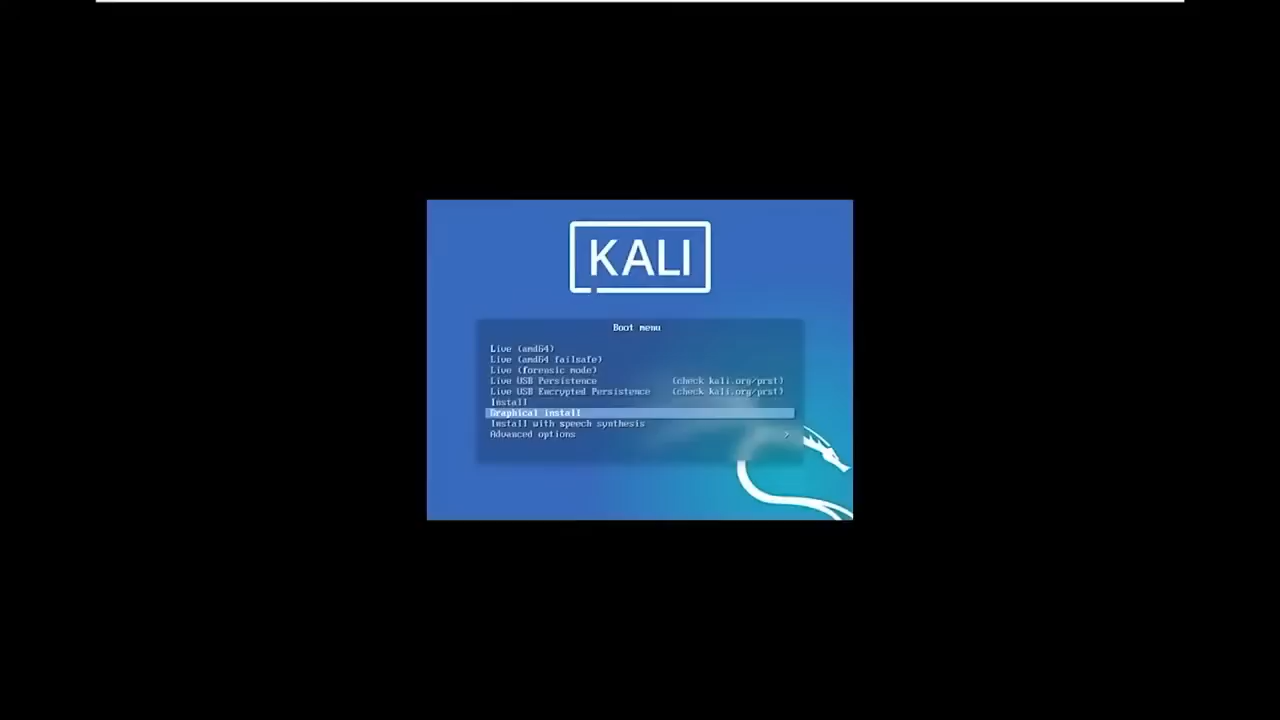 KALI
Boot menu
Live (amd64)
Live (amd64 failsafe)
Live (forensic mode)
Live USB Persistence (check kali.org/prst)
Live USB Encrypted Persistence (check kali.org/prst)
Install
Graphical install
Install with speech synthesis
Advanced options >